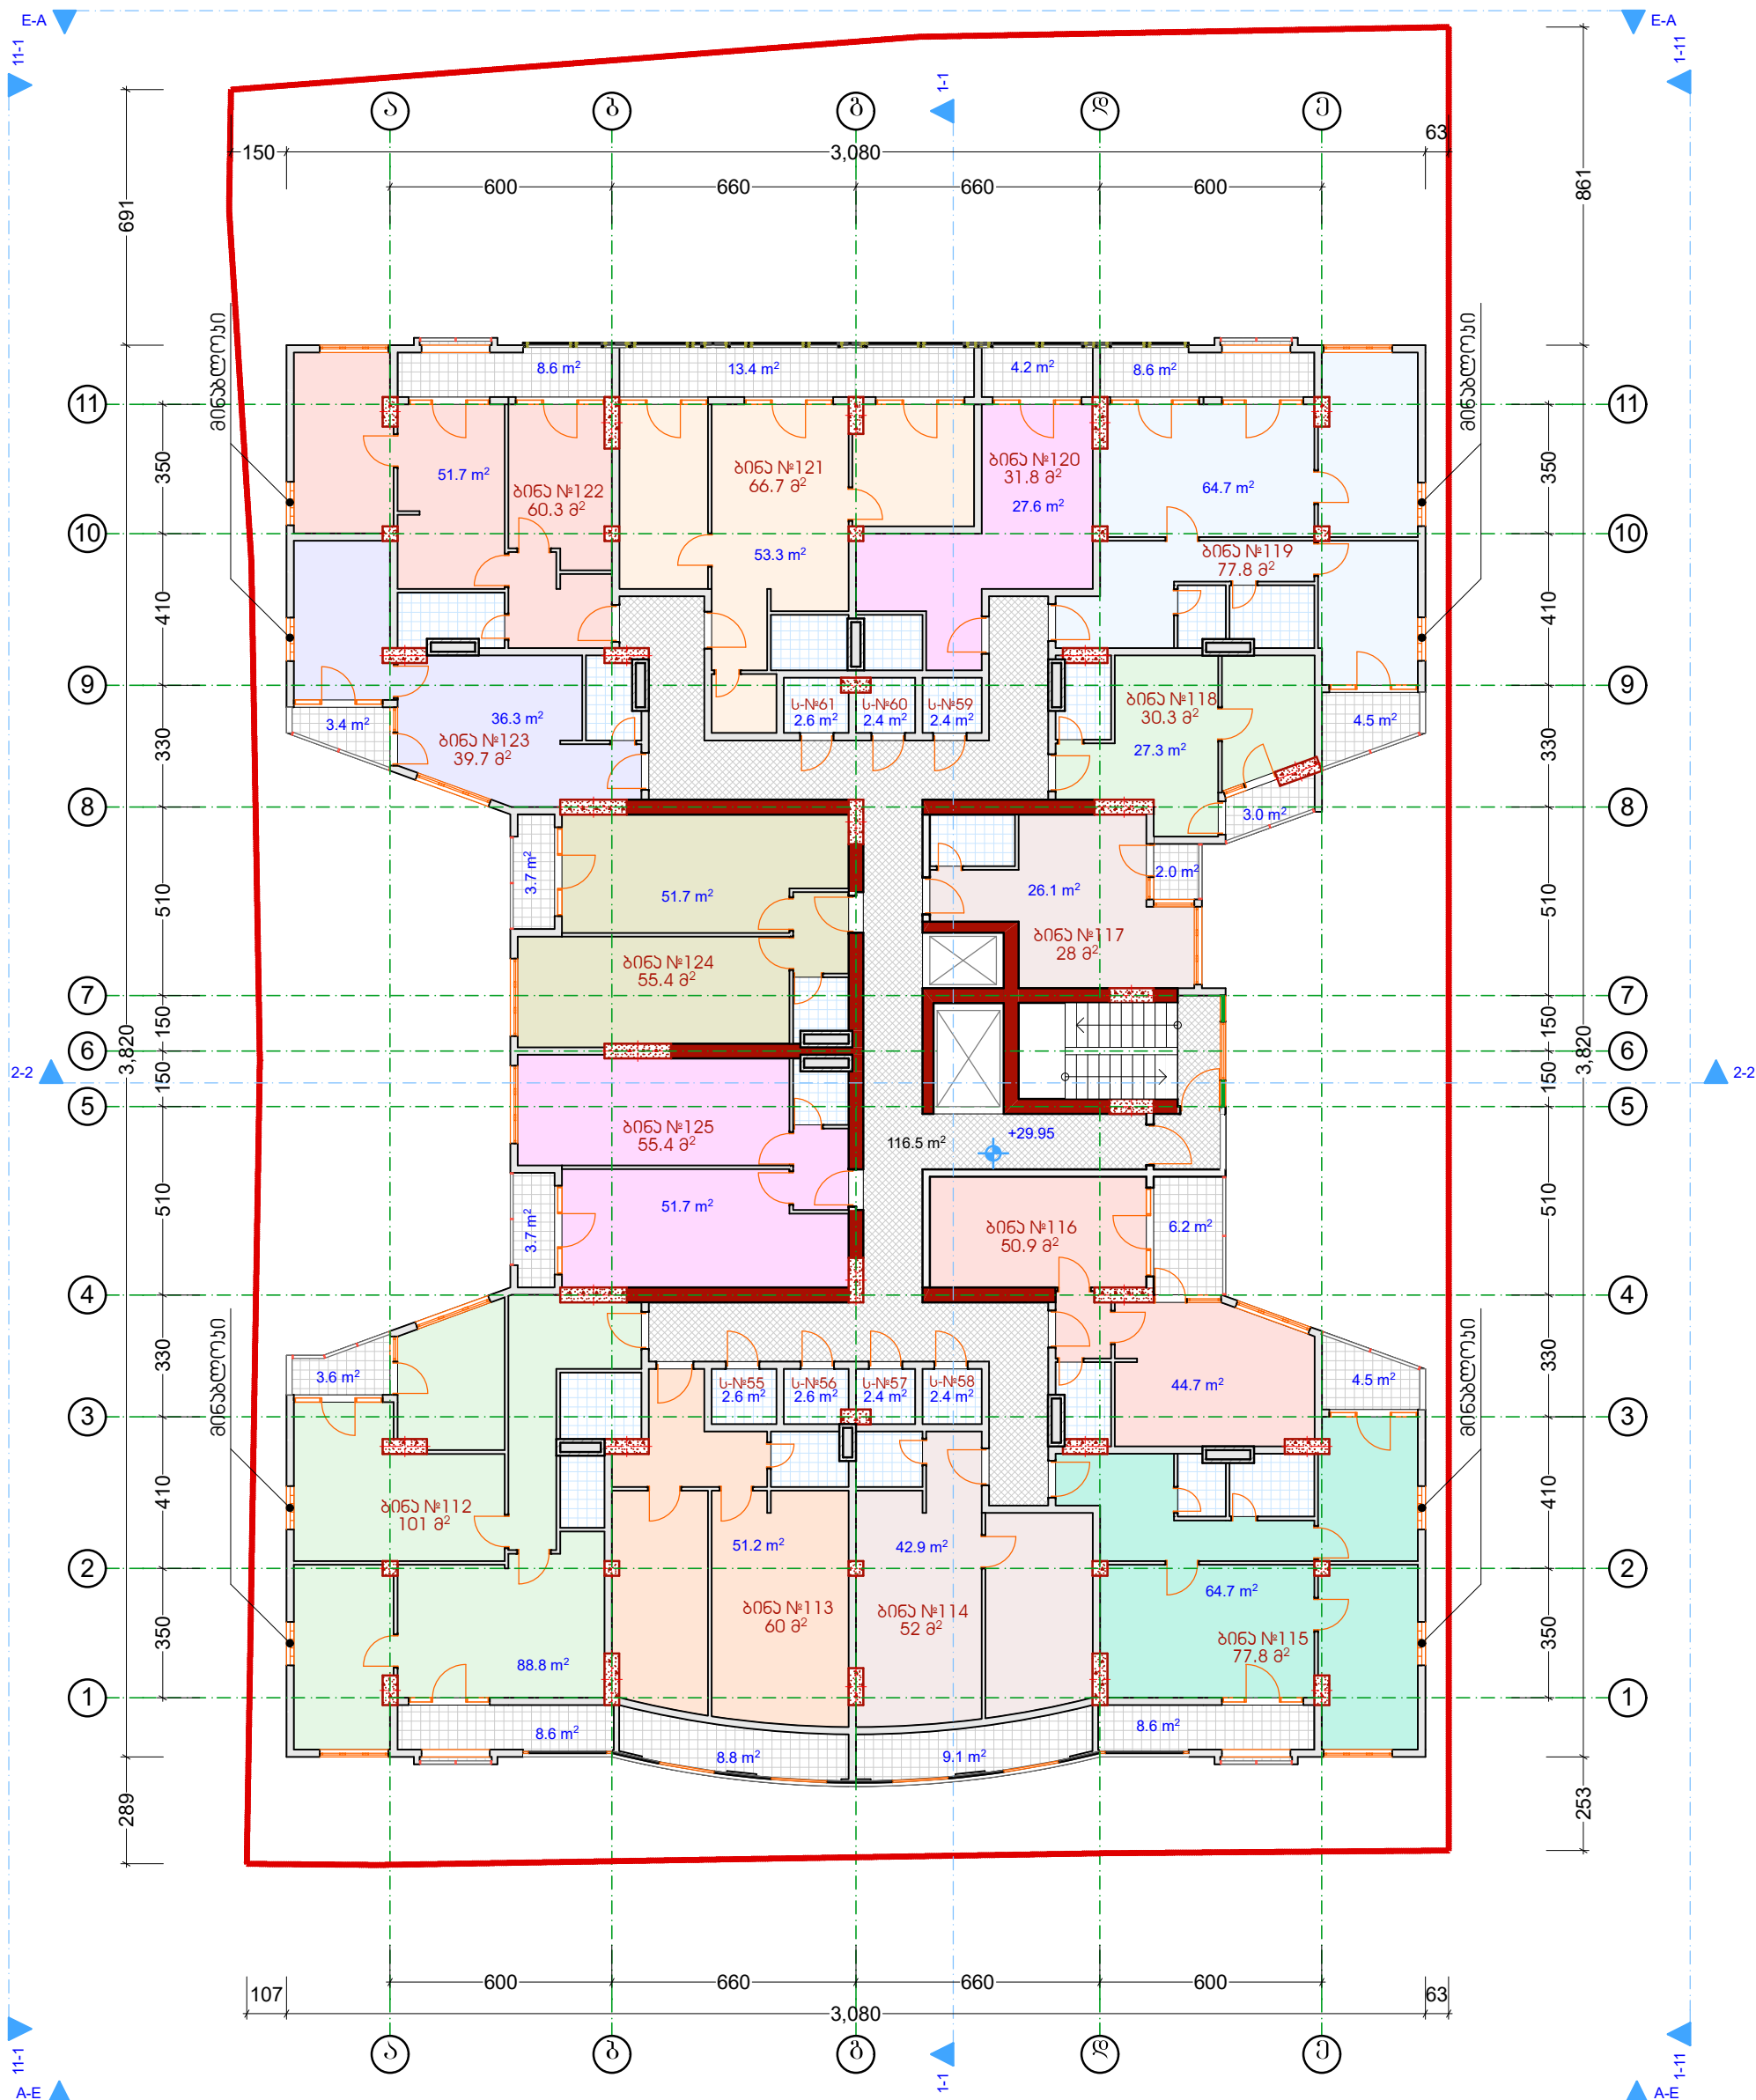 E-A
E-A
11-1
1-11
1-1
ა
ბ
გ
დ
ე
150
3,080
63
600
660
660
600
691
861
მინაბლოკი
მინაბლოკი
8.6 m²
13.4 m²
4.2 m²
8.6 m²
11
11
350
350
51.7 m²
ბინა №122
60.3 მ²
ბინა №121
66.7 მ²
53.3 m²
ბინა №120
31.8 მ²
27.6 m²
64.7 m²
10
10
ბინა №119
77.8 მ²
410
410
9
9
3.4 m²
36.3 m²
ბინა №123
39.7 მ²
ს-№61
2.6 m²
ს-№60
2.4 m²
ს-№59
2.4 m²
ბინა №118
30.3 მ²
27.3 m²
4.5 m²
330
330
8
8
3.0 m²
3.7 m²
51.7 m²
26.1 m²
2.0 m²
510
510
ბინა №124
55.4 მ²
ბინა №117
28 მ²
7
7
150
150
3,820
3,820
6
6
2-2
2-2
150
150
5
5
ბინა №125
55.4 მ²
116.5 m²
+29.95
510
510
51.7 m²
3.7 m²
ბინა №116
50.9 მ²
6.2 m²
4
4
მინაბლოკი
მინაბლოკი
330
330
3.6 m²
ს-№55
2.6 m²
ს-№56
2.6 m²
ს-№57
2.4 m²
ს-№58
2.4 m²
44.7 m²
4.5 m²
3
3
410
410
ბინა №112
101 მ²
51.2 m²
42.9 m²
2
2
64.7 m²
ბინა №113
60 მ²
ბინა №114
52 მ²
ბინა №115
77.8 მ²
350
350
88.8 m²
1
1
8.6 m²
8.8 m²
9.1 m²
8.6 m²
289
253
600
660
660
600
107
3,080
63
ა
ბ
გ
დ
ე
11-1
1-1
1-11
A-E
A-E